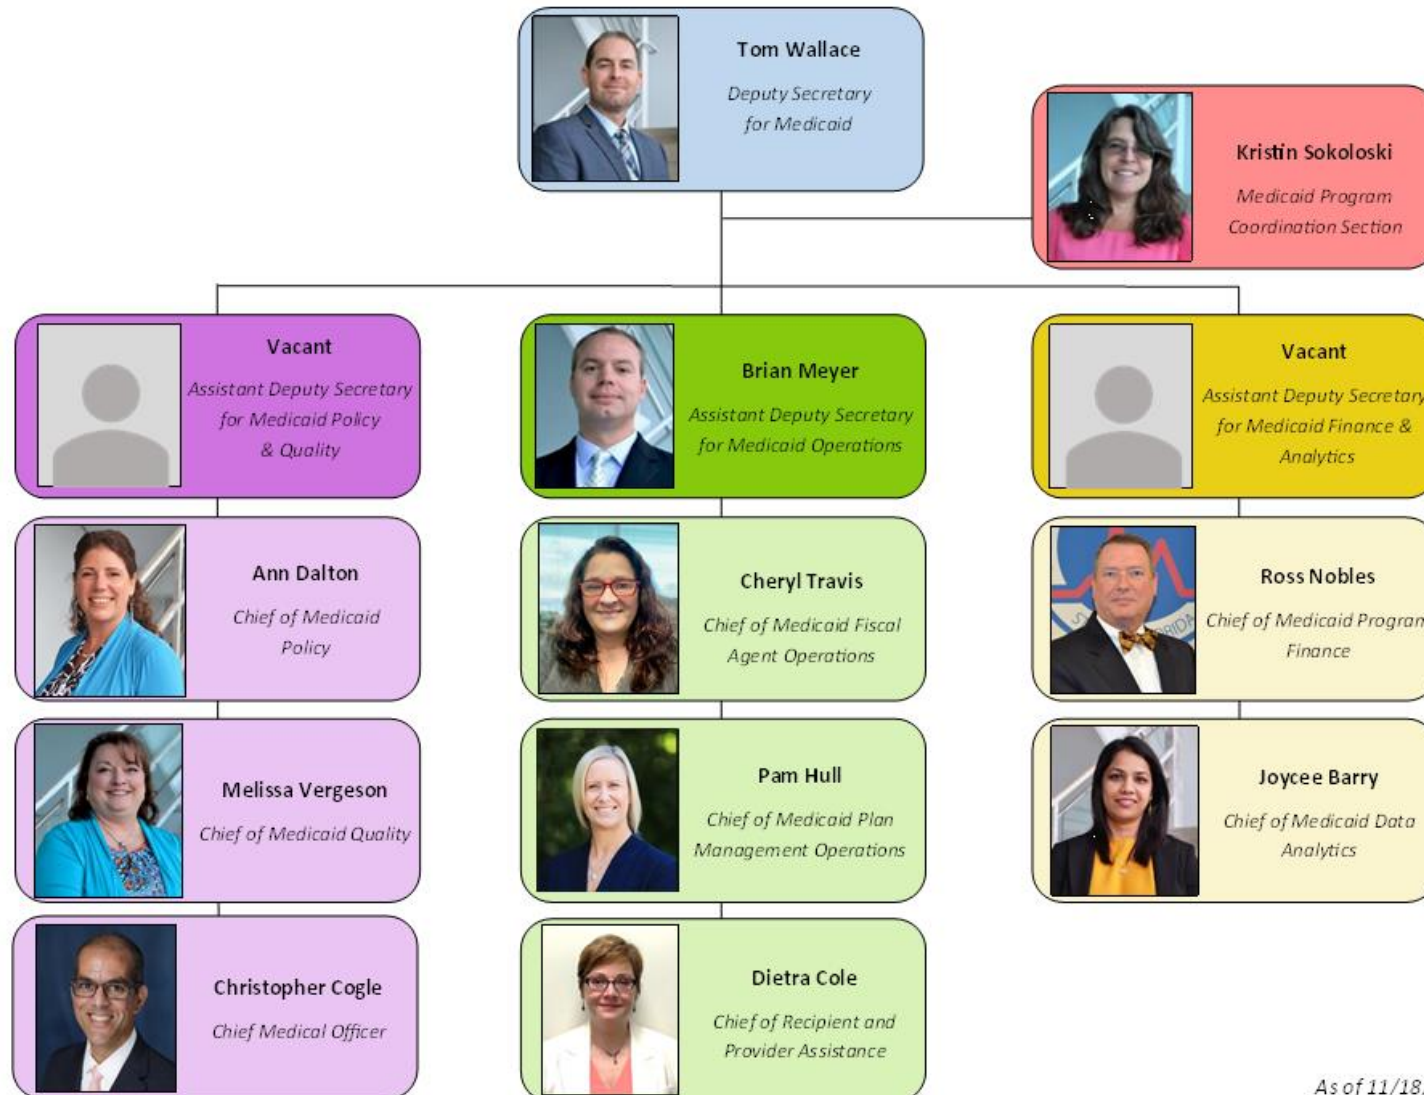 Tom Wallace
Deputy Secretary
for Medicaid
Kristin Sokoloski
Medicaid Program
Coordination Section
Vacant
Assistant Deputy Secretary
for Medicaid Policy
& Quality
Brian Meyer
Assistant Deputy Secretary
for Medicaid Operations
Vacant
Assistant Deputy Secretary
for Medicaid Finance &
Analytics
Ann Dalton
Chief of Medicaid
Policy
Cheryl Travis
Chief of Medicaid Fiscal
Agent Operations
Ross Nobles
Chief of Medicaid Program
Finance
Melissa Vergeson
Chief of Medicaid Quality
Pam Hull
Chief of Medicaid Plan
Management Operations
Joycee Barry
Chief of Medicaid Data
Analytics
Christopher Cogle
Chief Medical Officer
Dietra Cole
Chief of Recipient and
Provider Assistance
As of 11/18